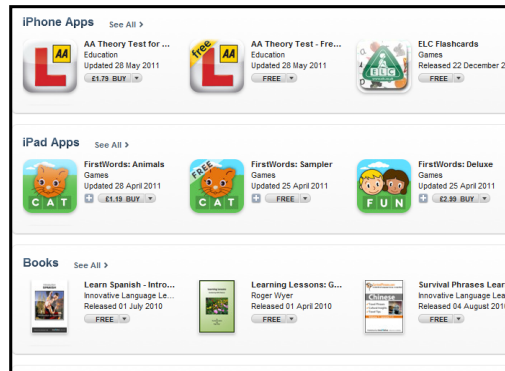 iPhone Apps See All >
AA Theory Test for ...
Education
Updated 28 May 2011
£1.79 BUY
AA
L
AA Theory Test - Fre...
Education
Updated 28 May 2011
FREE
free
AA
L
ELC Flashcards
Games
Released 22 December 2
FREE
ELC
iPad Apps See All >
FirstWords: Animals
Games
Updated 28 April 2011
£1.19 BUY
CAT
FirstWords: Sampler
Games
Updated 25 April 2011
FREE
FREE
CAT
FirstWords: Deluxe
Games
Updated 25 April 2011
£2.99 BUY
FUN
Books See All >
Learn Spanish - Intro...
Innovative Language Le...
Released 01 July 2010
FREE
SPANISH
Learning Lessons: G...
Roger Wyer
Released 01 April 2010
FREE
Survival Phrases Lear
Innovative Language Lea
Released 04 August 201
FREE
Chinese